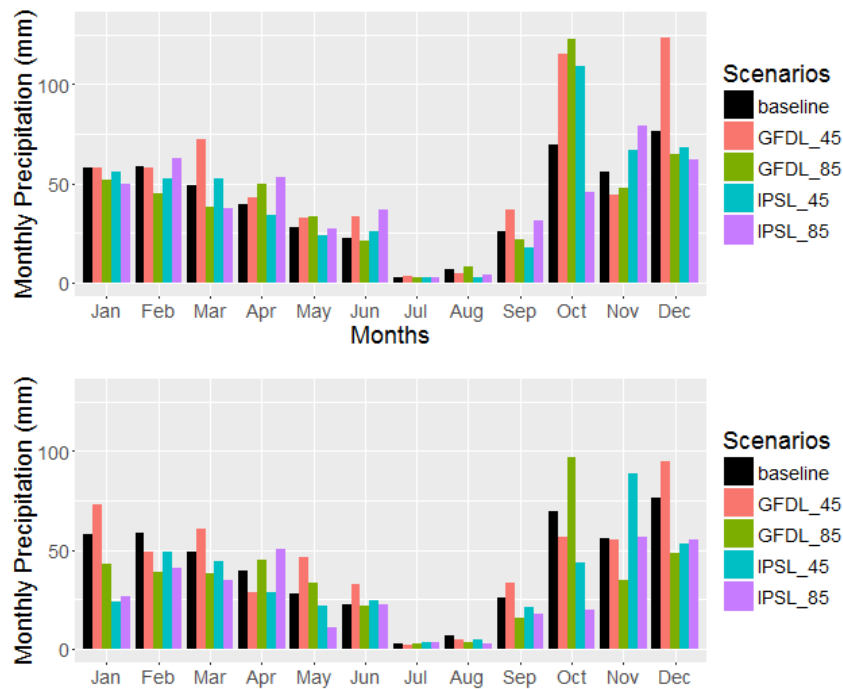 Monthly Precipitation (mm)
100
50
0
Jan Feb Mar Apr May Jun Jul Aug Sep Oct Nov Dec
Months
Scenarios
baseline
GFDL_45
GFDL_85
IPSL_45
IPSL_85
Monthly Precipitation (mm)
100
50
0
Jan Feb Mar Apr May Jun Jul Aug Sep Oct Nov Dec
Scenarios
baseline
GFDL_45
GFDL_85
IPSL_45
IPSL_85